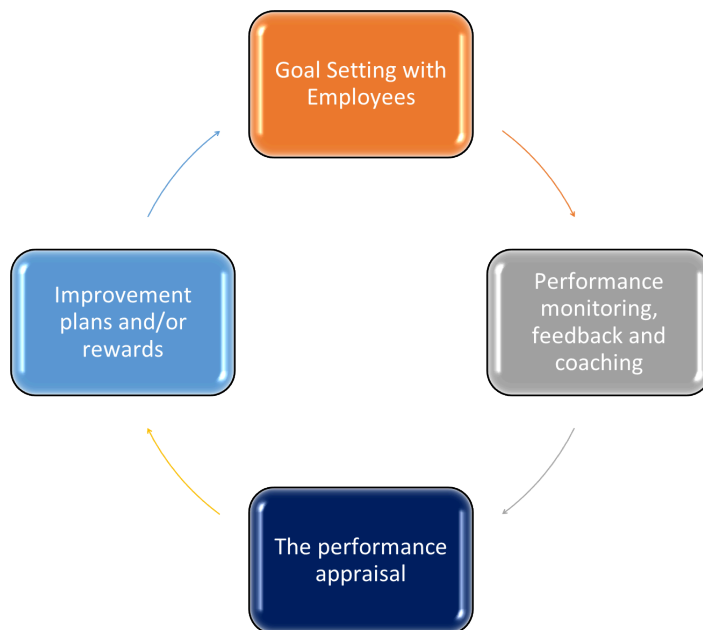 Goal Setting with
Employees
Performance
monitoring,
feedback and
coaching
The performance
appraisal
Improvement
plans and/or
rewards